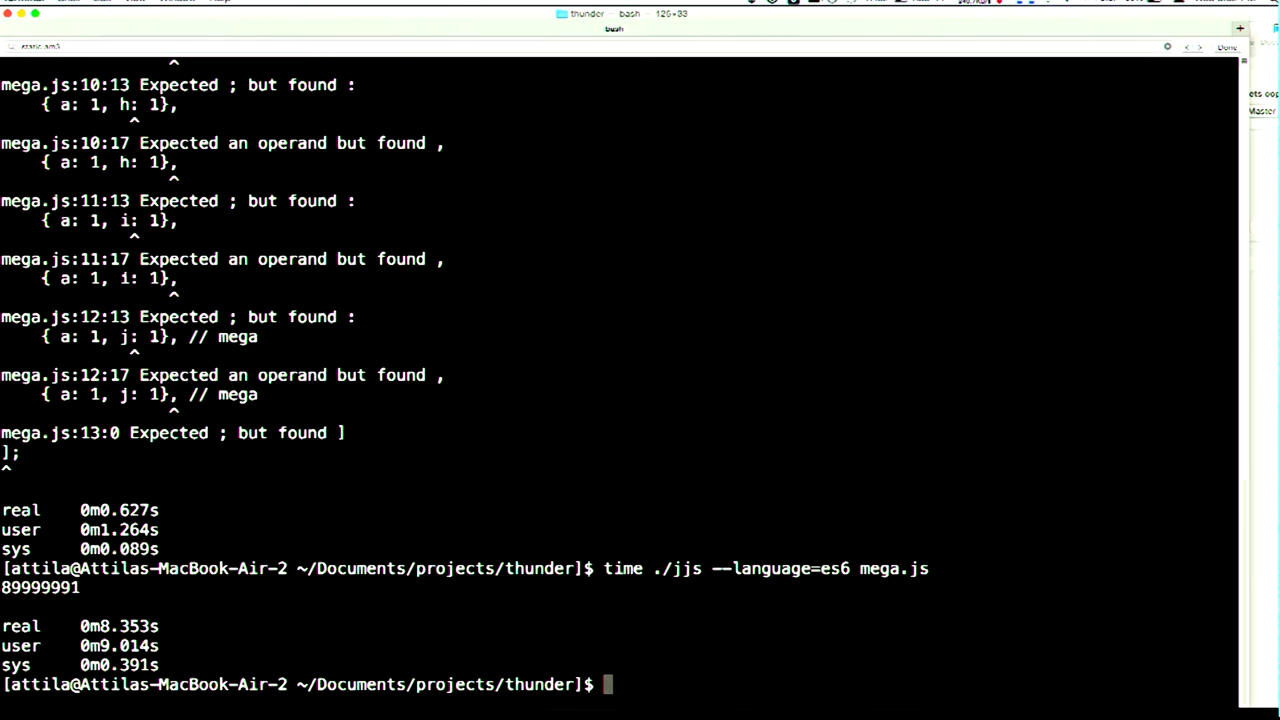 thunder — bash — 126×33
bash
static am3
Done
^
mega.js:10:13 Expected ; but found :
{ a: 1, h: 1},
^
mega.js:10:17 Expected an operand but found ,
{ a: 1, h: 1},
^
mega.js:11:13 Expected ; but found :
{ a: 1, i: 1},
^
mega.js:11:17 Expected an operand but found ,
{ a: 1, i: 1},
^
mega.js:12:13 Expected ; but found :
{ a: 1, j: 1}, // mega
^
mega.js:12:17 Expected an operand but found ,
{ a: 1, j: 1}, // mega
^
mega.js:13:0 Expected ; but found ]
];
^
real 0m0.627s
user 0m1.264s
sys 0m0.089s
[attila@Attilas-MacBook-Air-2 ~/Documents/projects/thunder]$ time ./jjs --language=es6 mega.js
89999991
real 0m8.353s
user 0m9.014s
sys 0m0.391s
[attila@Attilas-MacBook-Air-2 ~/Documents/projects/thunder]$
Master